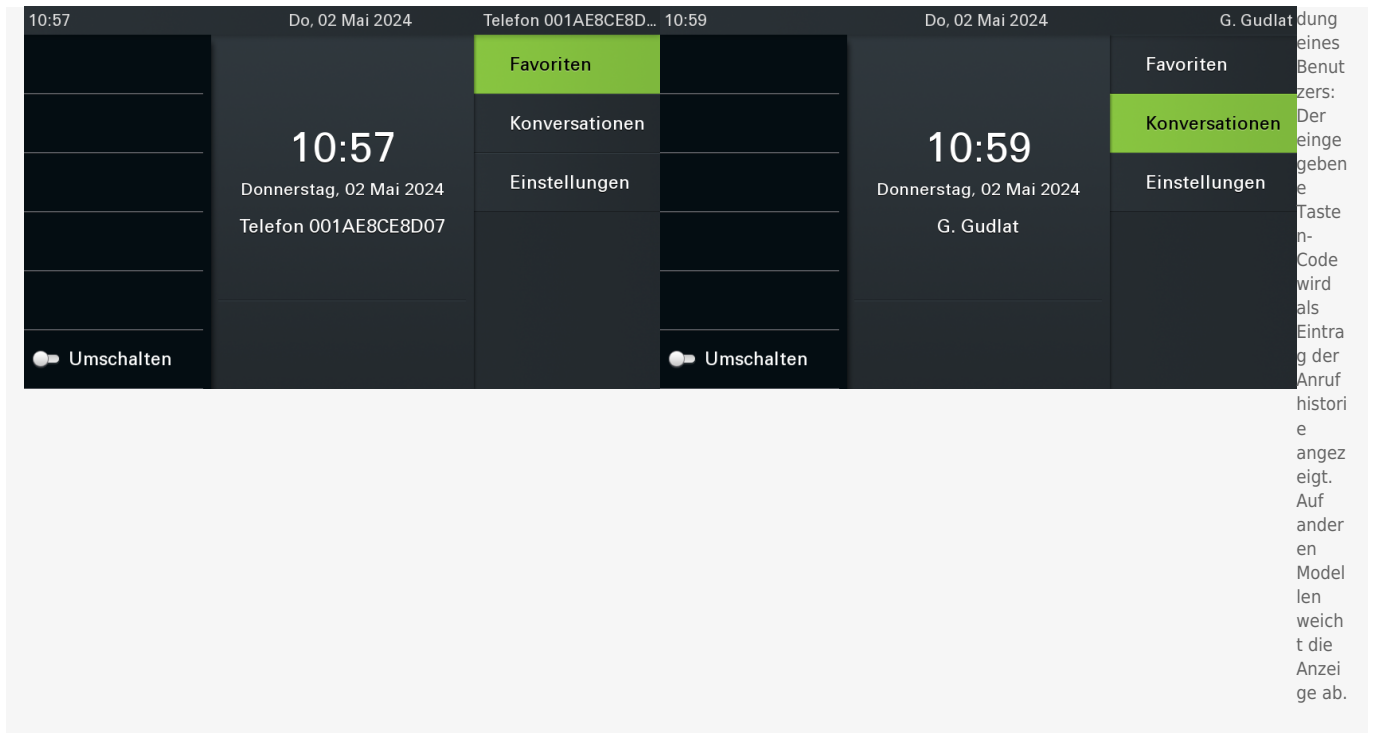 10:57 Do, 02 Mai 2024 Telefon 001AE8CE8D...
Favoriten
10:57
Konversationen
Donnerstag, 02 Mai 2024
Einstellungen
Telefon 001AE8CE8D07
Umschalten
10:59 Do, 02 Mai 2024 G. Gudlat
Favoriten
10:59
Konversationen
Donnerstag, 02 Mai 2024
Einstellungen
G. Gudlat
Umschalten
dung
eines
Benut
zers:
Der
einge
geben
e
Taste
n-
Code
wird
als
Eintra
g der
Anruf
histori
e
angez
eigt.
Auf
ander
en
Model
len
weich
t die
Anzei
ge ab.